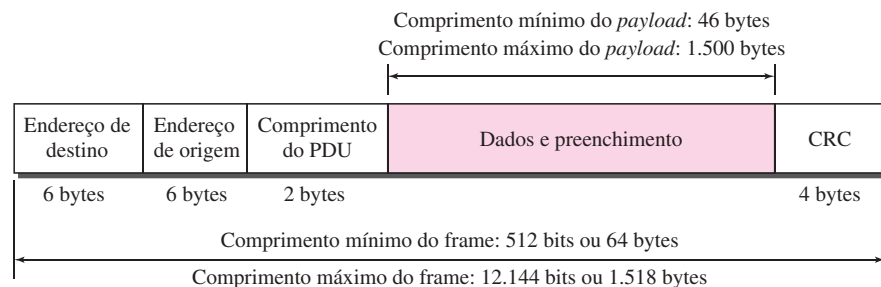 Comprimento mínimo do payload: 46 bytes
Comprimento máximo do payload: 1.500 bytes
Endereço de destino
Endereço de origem
Comprimento do PDU
Dados e preenchimento
CRC
6 bytes
6 bytes
2 bytes
4 bytes
Comprimento mínimo do frame: 512 bits ou 64 bytes
Comprimento máximo do frame: 12.144 bits ou 1.518 bytes